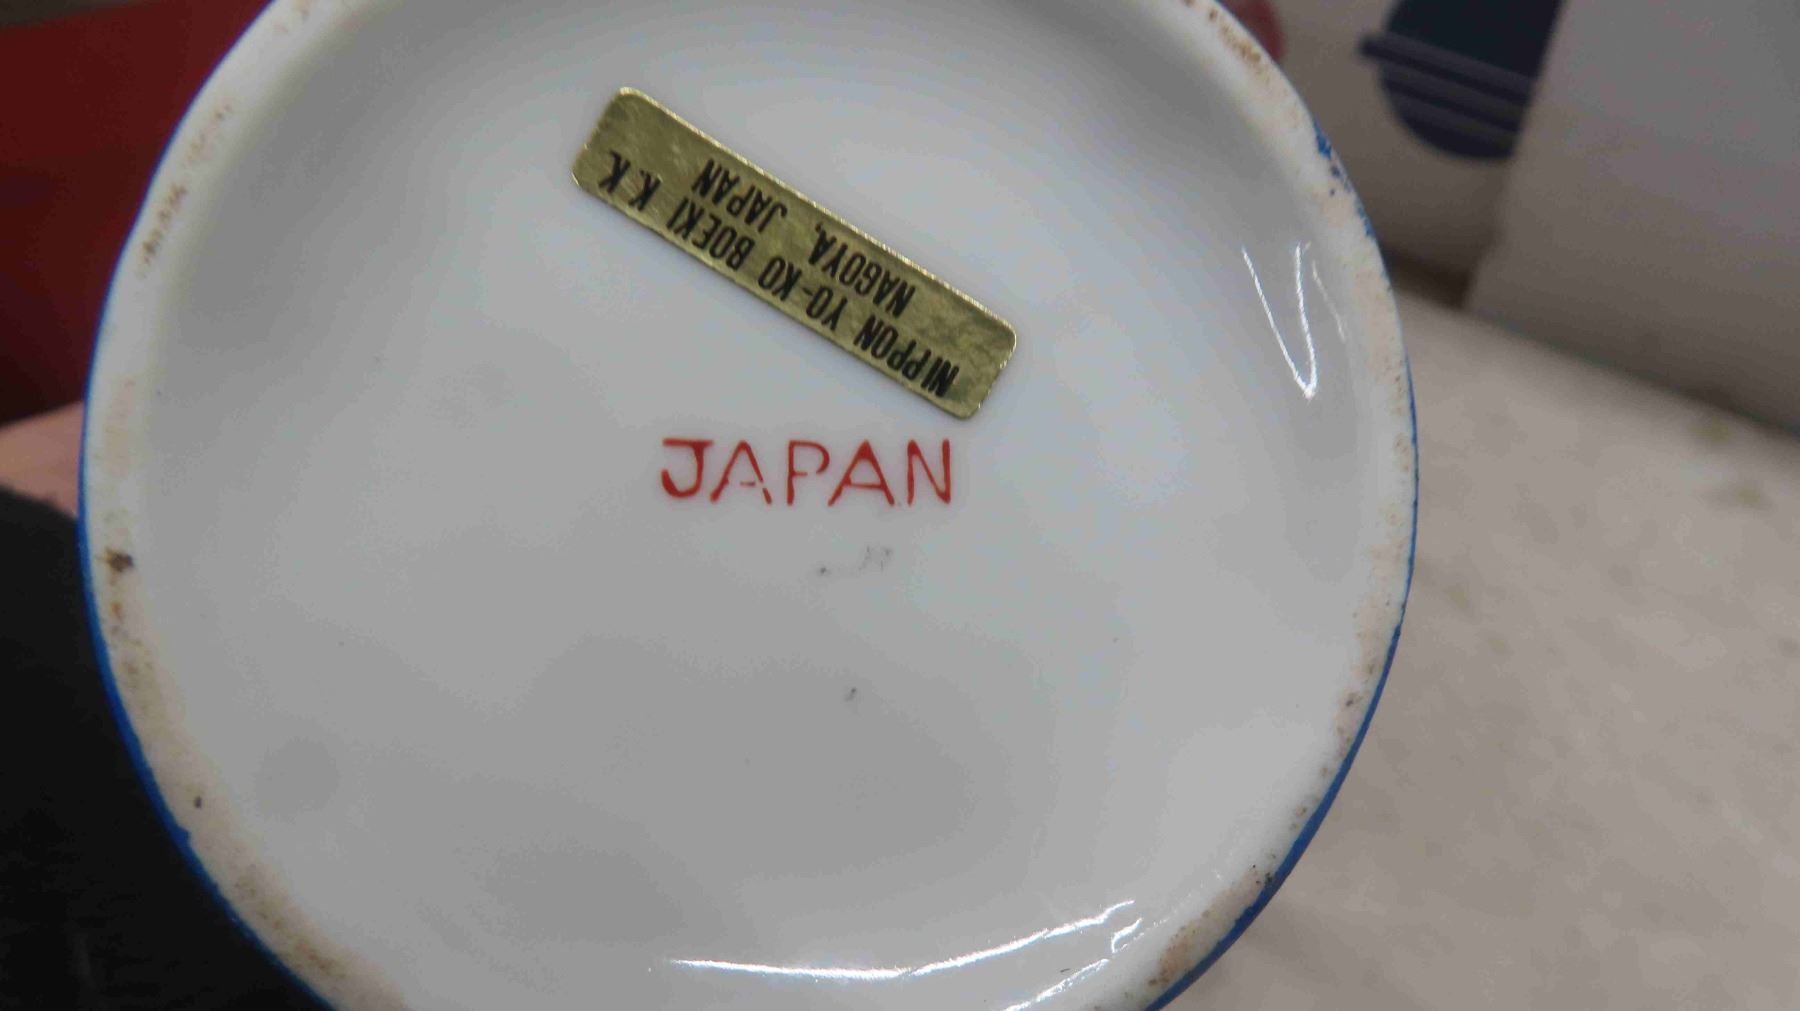 NIPPON YO-KO BOEKI K. K.
NAGOYA, JAPAN
JAPAN